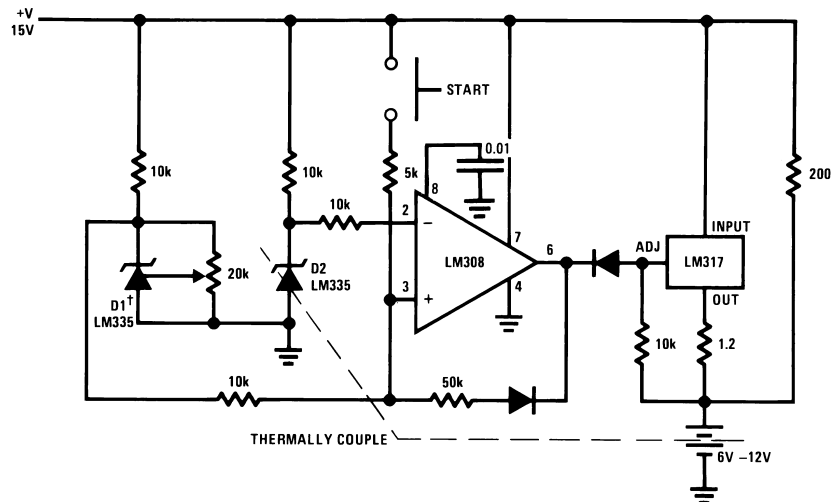 +V
15V
START
10k
10k
5k
0.01
8
200
10k
2
−
7
6
ADJ
INPUT
LM308
LM317
D1†
LM335
20k
D2
LM335
3
+
4
OUT
10k
1.2
10k
50k
THERMALLY COUPLE
6V –12V